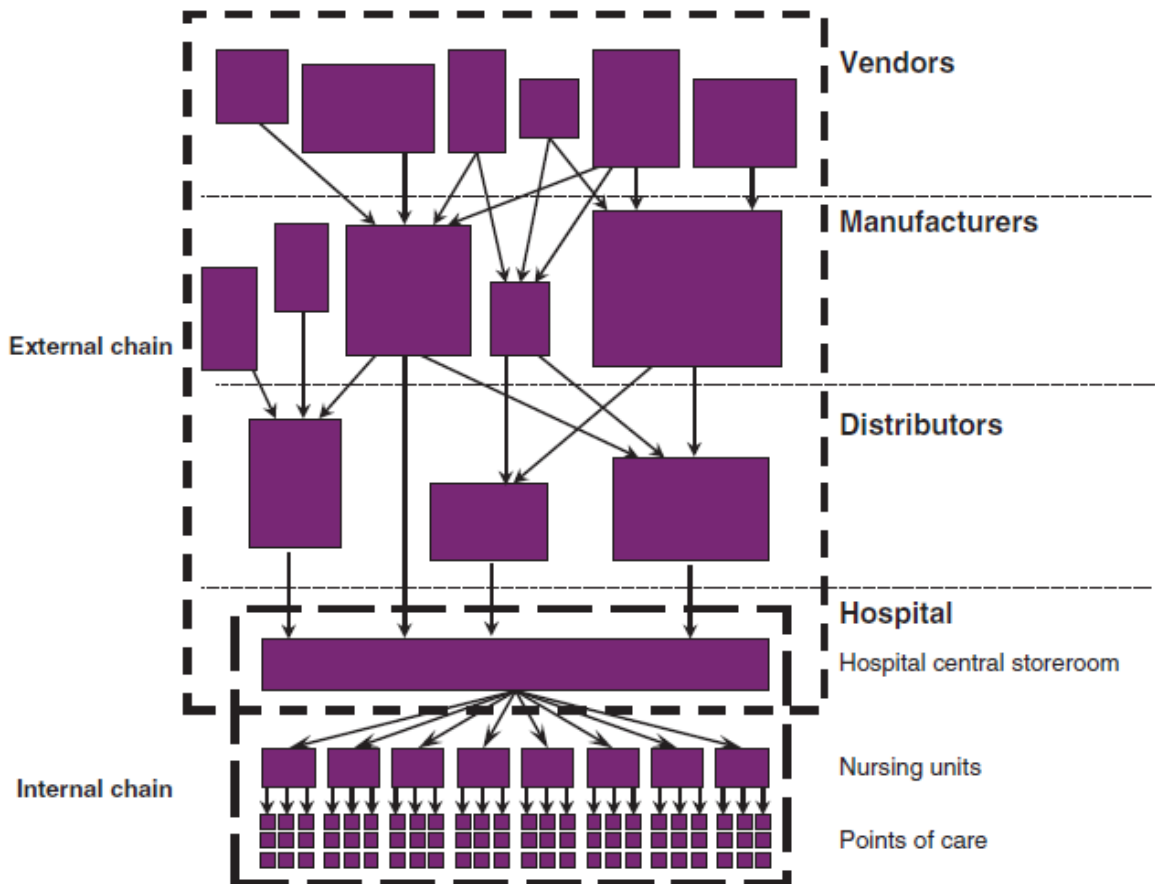 Vendors
Manufacturers
External chain
Distributors
Hospital
Hospital central storeroom
Nursing units
Internal chain
Points of care